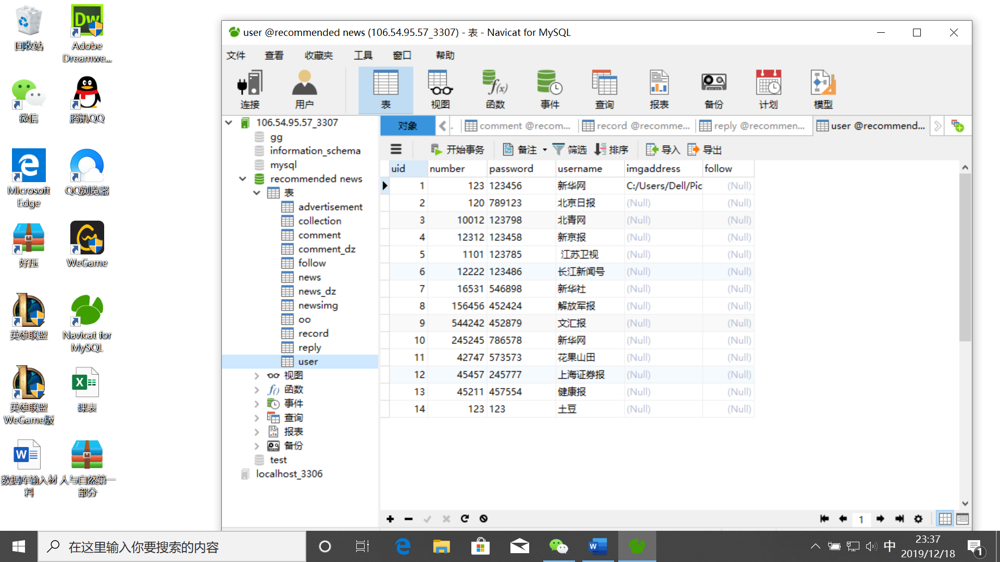 回收站
Adobe
Dreamwe...
微信
腾讯QQ
Microsoft
Edge
QQ浏览器
好压
WeGame
英雄联盟
Navicat for
MySQL
英雄联盟
WeGame版
课表
数据库输入材
料
人与自然第一
部分
user @recommended news (106.54.95.57_3307) - 表 - Navicat for MySQL
文件 查看 收藏夹 工具 窗口 帮助
连接 用户 表 视图 函数 事件 查询 报表 备份 计划 模型
106.54.95.57_3307
gg
information_schema
mysql
recommended news
表
advertisement
collection
comment
comment_dz
follow
news
news_dz
newsimg
oo
record
reply
user
视图
函数
事件
查询
报表
备份
test
localhost_3306
对象 comment @recom... record @recomme... reply @recommen... user @recommend...
开始事务 备注 筛选 排序 导入 导出
uid number password username imgaddress follow
1 123 123456 新华网 C:/Users/Dell/Pic (Null)
2 120 789123 北京日报 (Null) (Null)
3 10012 123798 北青网 (Null) (Null)
4 12312 123458 新京报 (Null) (Null)
5 1101 123785 江苏卫视 (Null) (Null)
6 12222 123486 长江新闻号 (Null) (Null)
7 16531 546898 新华社 (Null) (Null)
8 156456 452424 解放军报 (Null) (Null)
9 544242 452879 文汇报 (Null) (Null)
10 245245 786578 新华网 (Null) (Null)
11 42747 573573 花果山田 (Null) (Null)
12 45457 245777 上海证券报 (Null) (Null)
13 45211 457554 健康报 (Null) (Null)
14 123 123 土豆 (Null) (Null)
1
在这里输入你要搜索的内容
中
23:37
2019/12/18
1